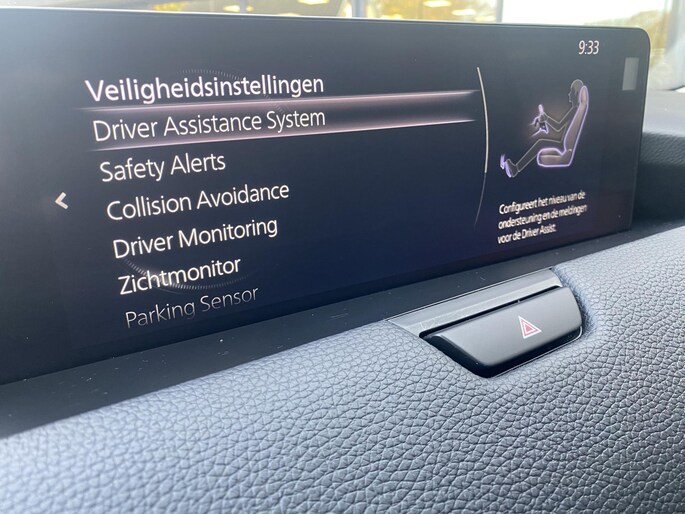 9:33
Veiligheidsinstellingen
Driver Assistance System
Safety Alerts
Collision Avoidance
Driver Monitoring
Zichtmonitor
Parking Sensor
Configureert het niveau van de
ondersteuning en de meldingen
voor de Driver Assist.